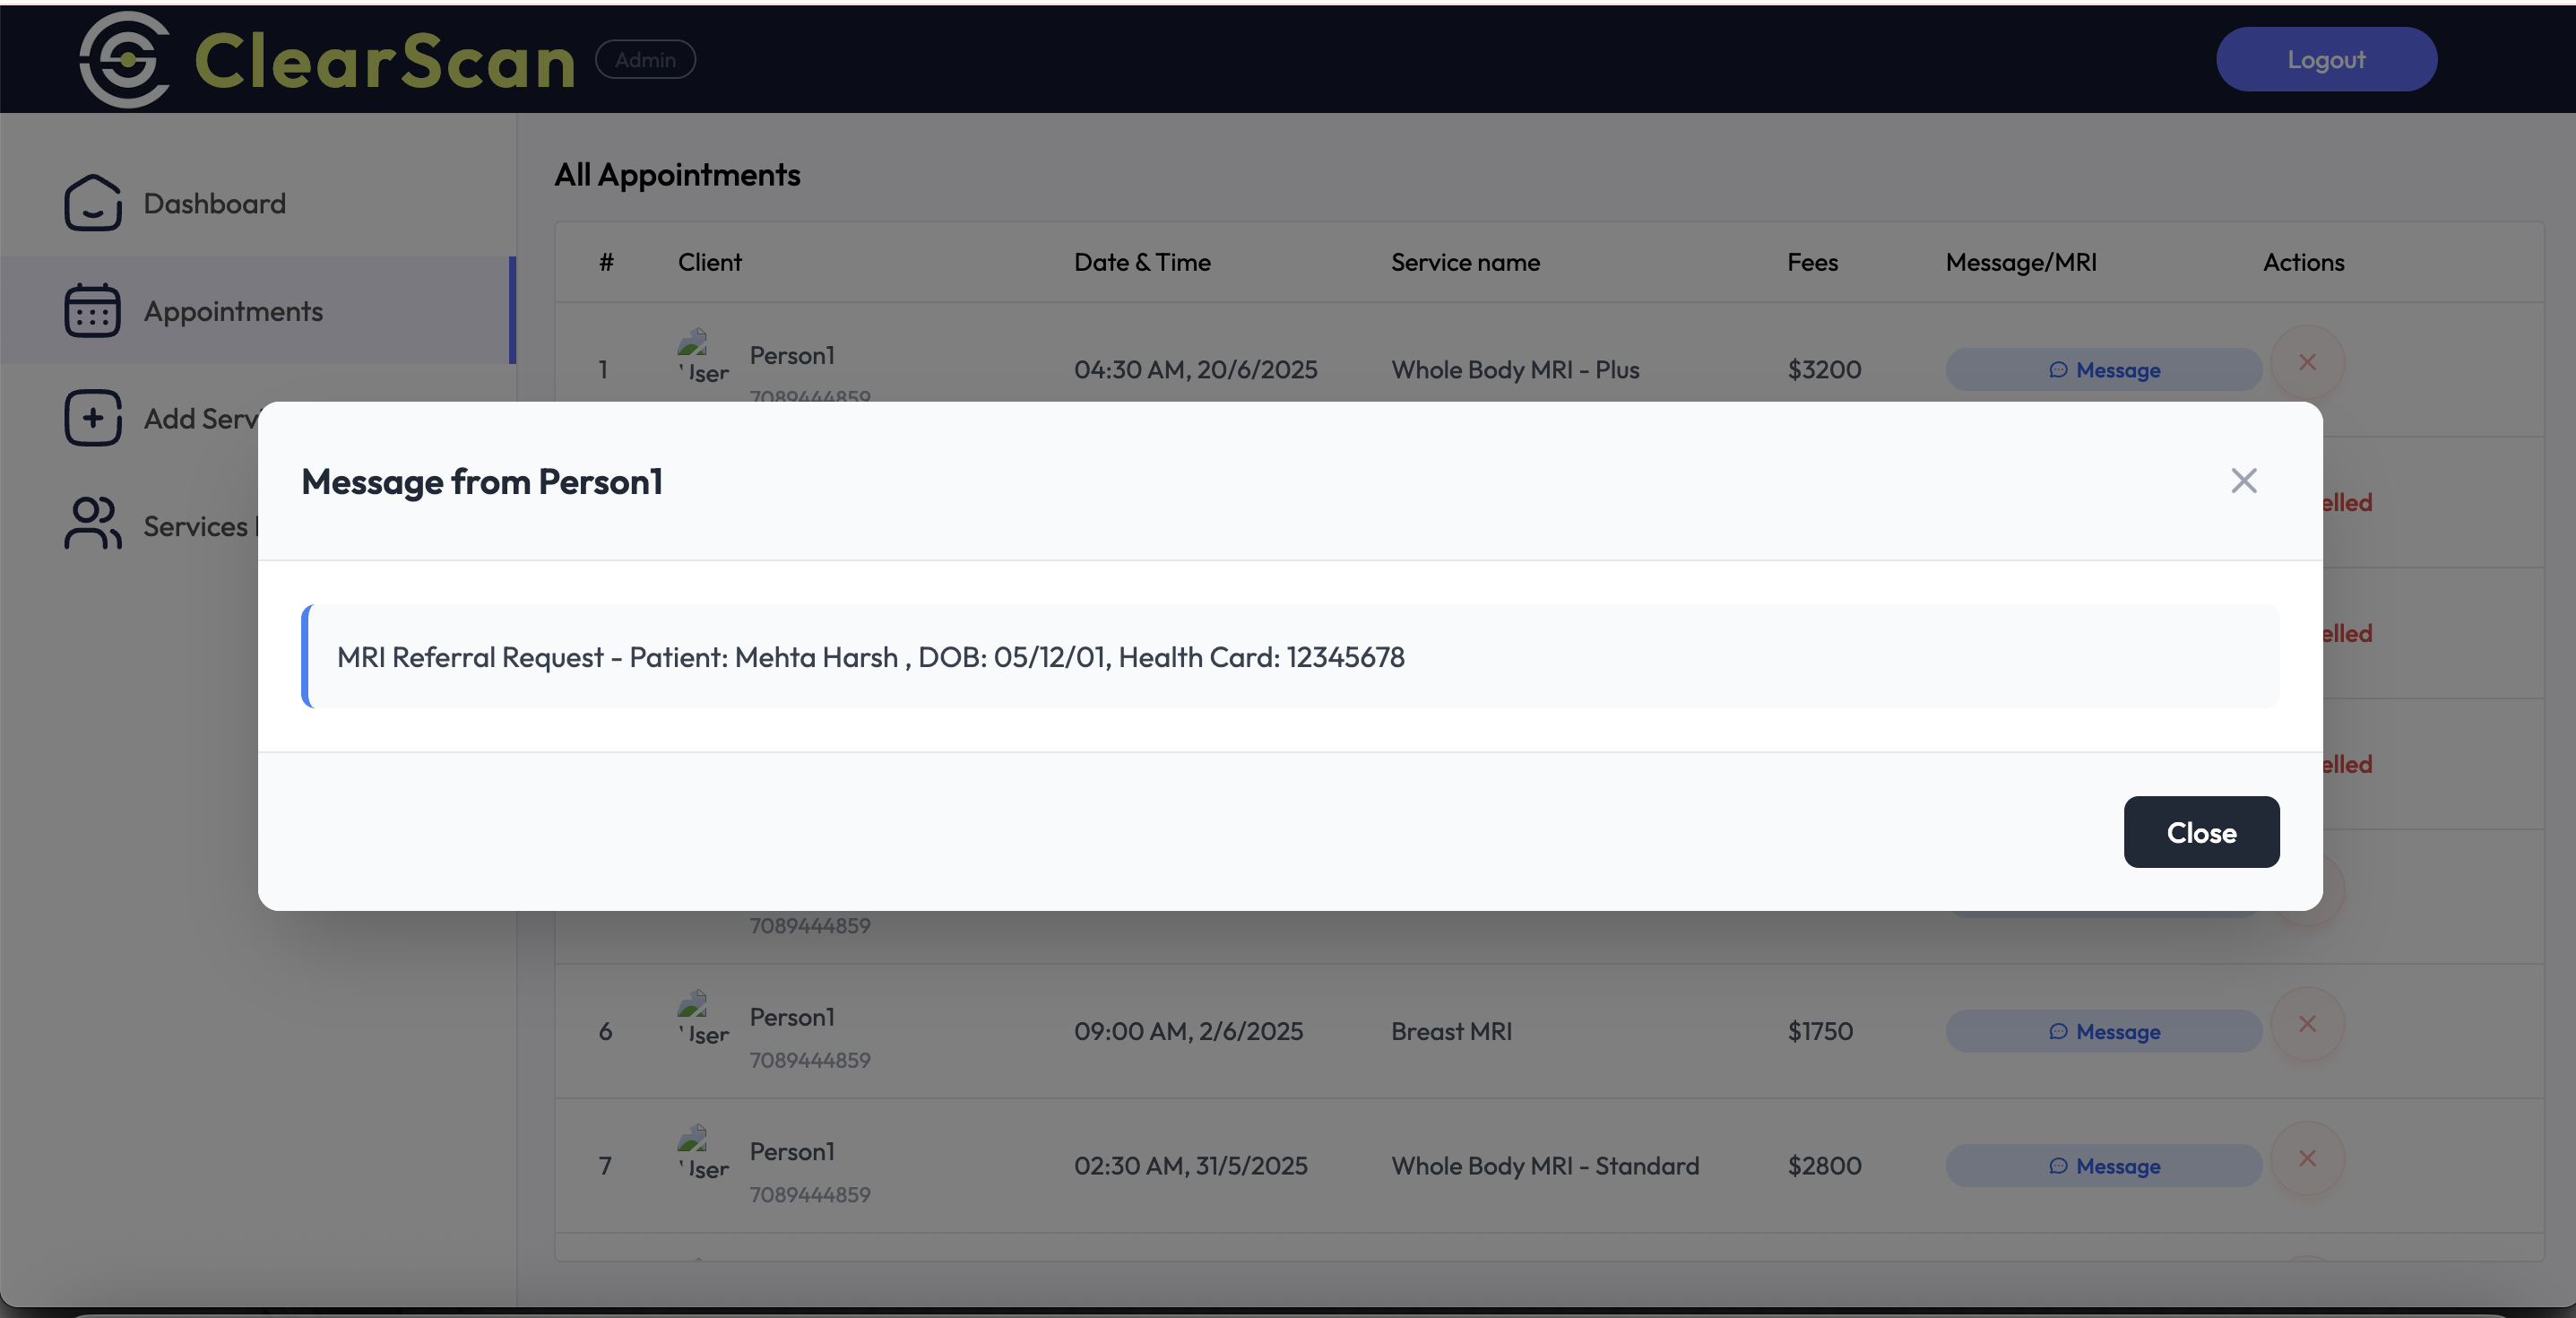 ClearScan Admin Logout
Dashboard
Appointments
Add Serv
Services
All Appointments
# Client Date & Time Service name Fees Message/MRI Actions
1 User Person1 04:30 AM, 20/6/2025 Whole Body MRI - Plus $3200 Message
7089444859
elled
elled
elled
Message from Person1
MRI Referral Request - Patient: Mehta Harsh , DOB: 05/12/01, Health Card: 12345678
Close
7089444859
6 User Person1 09:00 AM, 2/6/2025 Breast MRI $1750 Message
7089444859
7 User Person1 02:30 AM, 31/5/2025 Whole Body MRI - Standard $2800 Message
7089444859